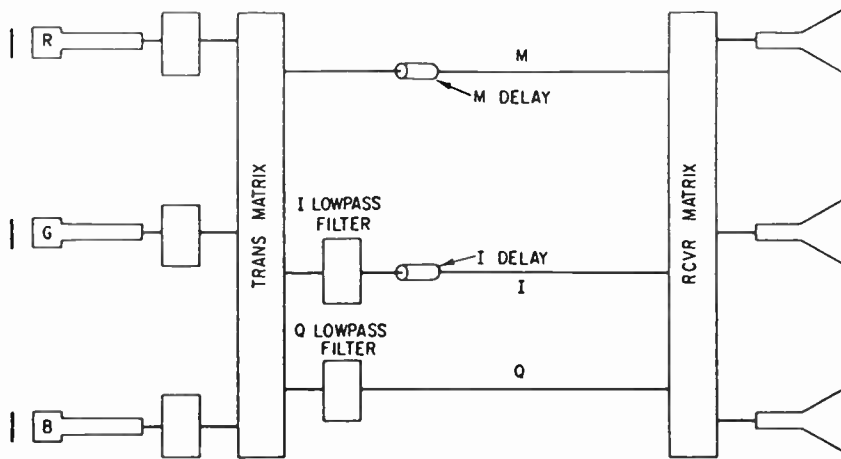 R
M
M DELAY
G
TRANS MATRIX
I LOWPASS
FILTER
I DELAY
I
RCVR MATRIX
Q LOWPASS
FILTER
Q
B